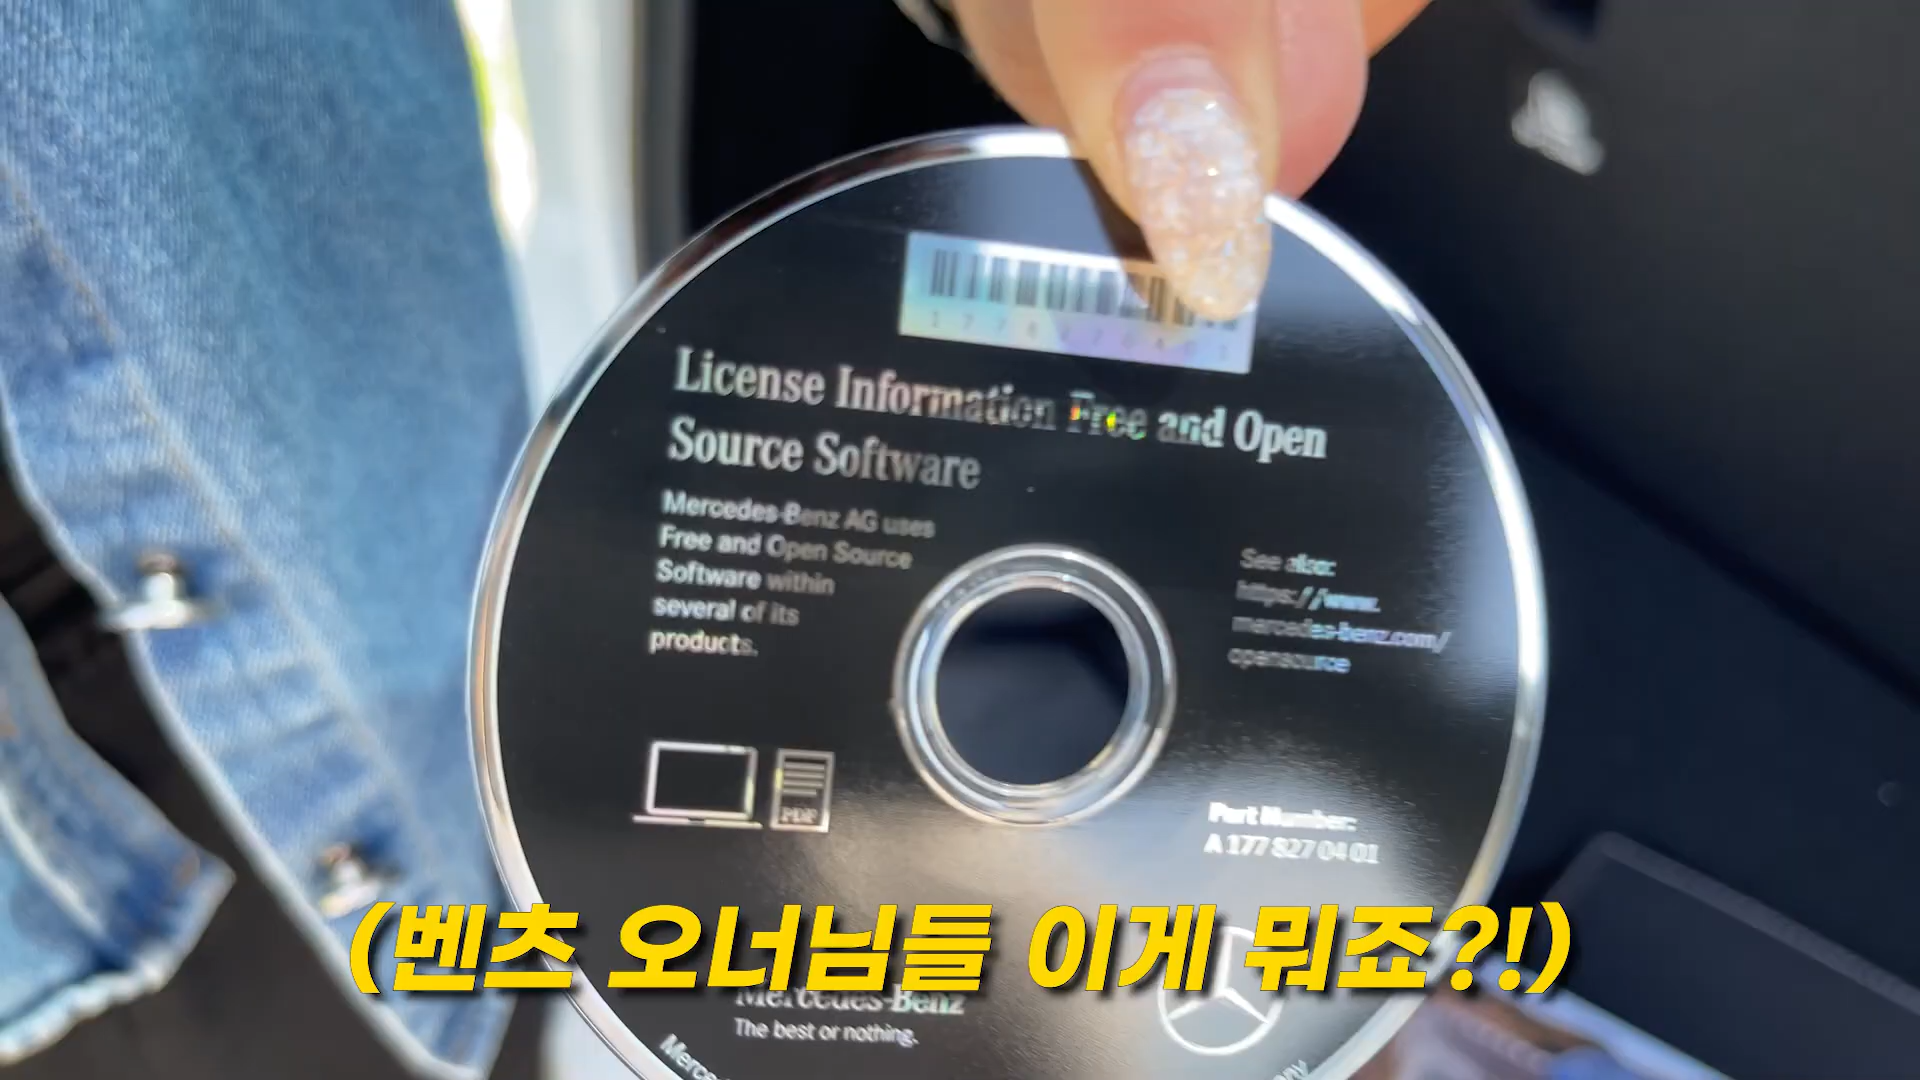 License Information Free and Open
Source Software
Mercedes-Benz AG uses
Free and Open Source
Software within
several of its
products.
See also:
https://www.
mercedes-benz.com/
opensource
PDF
Part Number:
A 177 827 04 01
(벤츠 오너님들 이게 뭐죠?!)
Mercedes-Benz
The best or nothing.